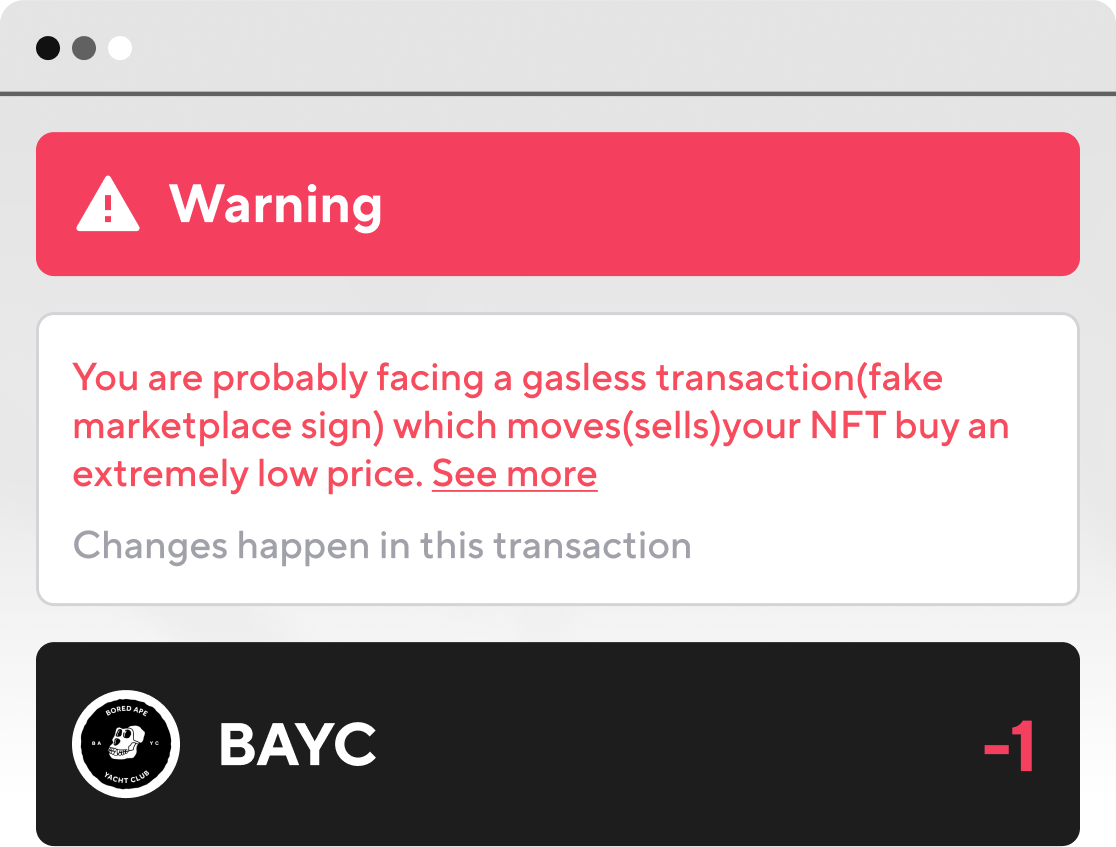 Warning
You are probably facing a gasless transaction(fake
marketplace sign) which moves(sells)your NFT buy an
extremely low price. See more
Changes happen in this transaction
BORED APE
BA YC
YACHT CLUB
BAYC
-1